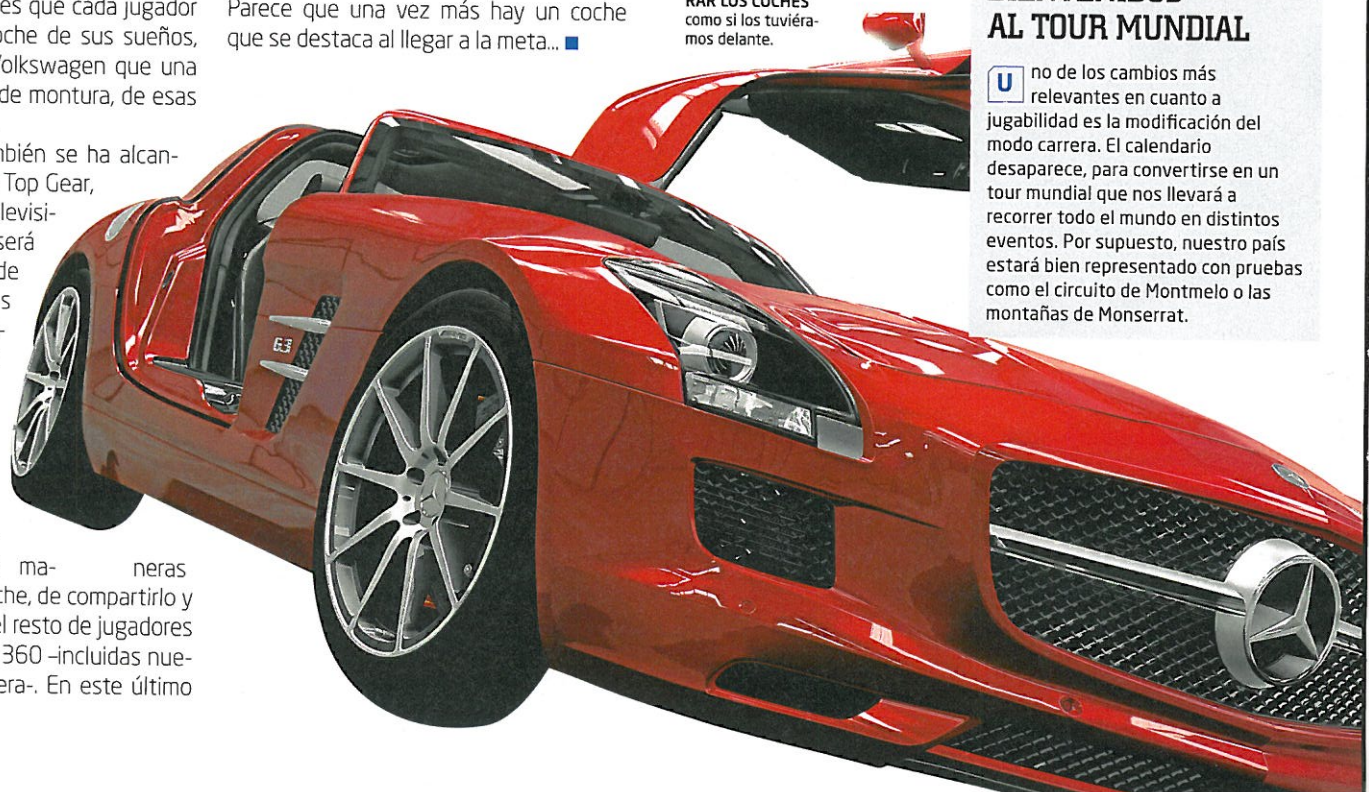 es que cada jugador
oche de sus sueños,
Volkswagen que una
de montura, de esas
mbién se ha alcan-
Top Gear,
levisi-
será
de
s
-
ma- neras
che, de compartirlo y
el resto de jugadores
360 –incluidas nue-
era-. En este último
Parece que una vez más hay un coche
que se destaca al llegar a la meta...
RAR LOS COCHES
como si los tuviéra-
mos delante.
AL TOUR MUNDIAL
Uno de los cambios más
relevantes en cuanto a
jugabilidad es la modificación del
modo carrera. El calendario
desaparece, para convertirse en un
tour mundial que nos llevará a
recorrer todo el mundo en distintos
eventos. Por supuesto, nuestro país
estará bien representado con pruebas
como el circuito de Montmelo o las
montañas de Monserrat.
6.3